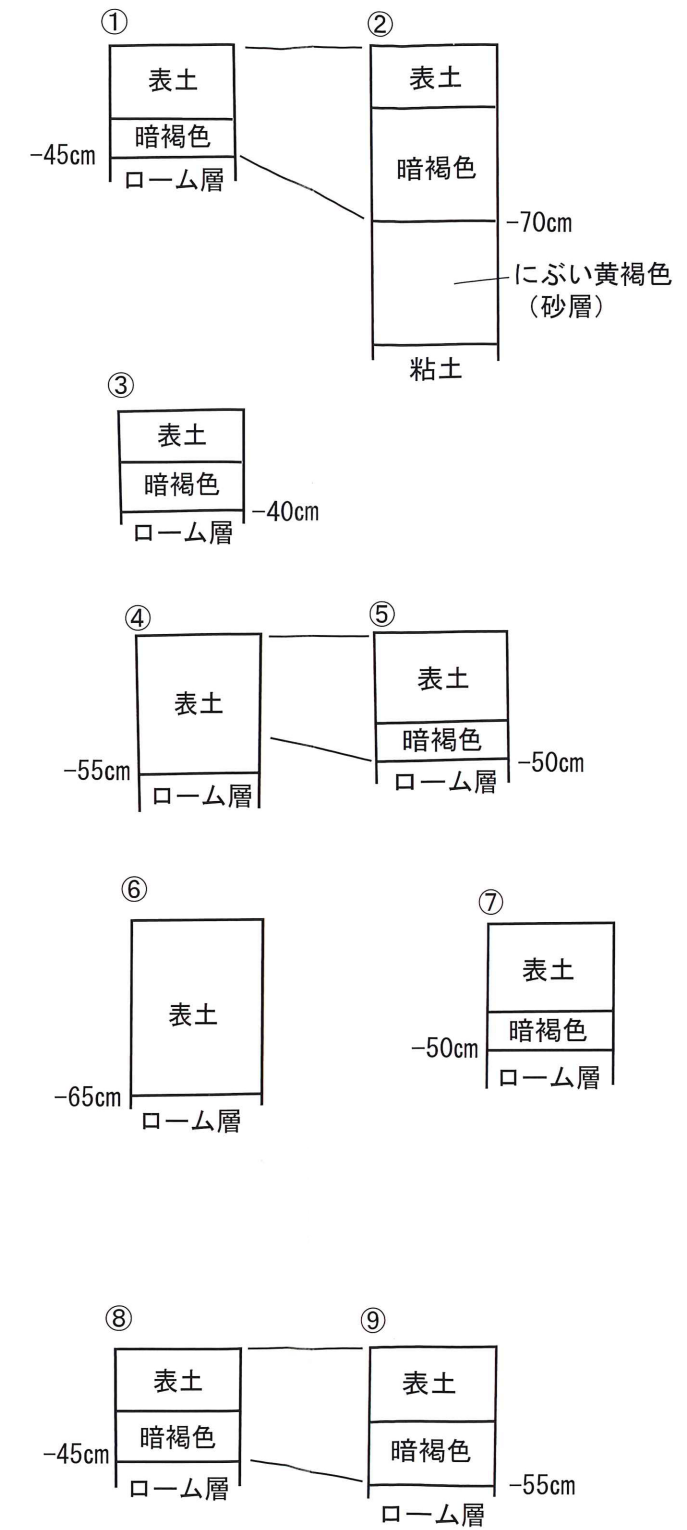 ①
表土
暗褐色
-45cm
ローム層
②
表土
暗褐色
-70cm
にぶい黄褐色
（砂層）
粘土
③
表土
暗褐色
-40cm
ローム層
④
表土
-55cm
ローム層
⑤
表土
暗褐色
-50cm
ローム層
⑥
表土
-65cm
ローム層
⑦
表土
暗褐色
-50cm
ローム層
⑧
表土
暗褐色
-45cm
ローム層
⑨
表土
暗褐色
-55cm
ローム層